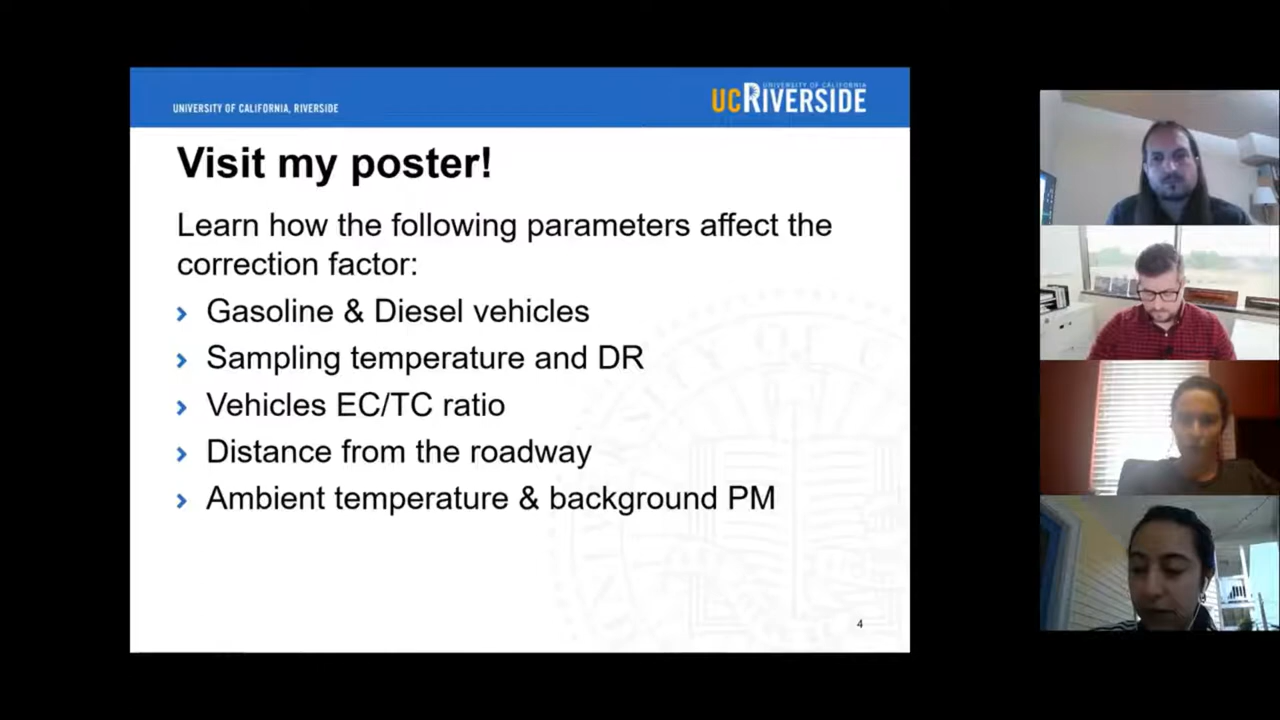 UNIVERSITY OF CALIFORNIA, RIVERSIDE
UNIVERSITY OF CALIFORNIA
UCRIVERSIDE
Visit my poster!
Learn how the following parameters affect the
correction factor:
› Gasoline & Diesel vehicles
› Sampling temperature and DR
› Vehicles EC/TC ratio
› Distance from the roadway
› Ambient temperature & background PM
4